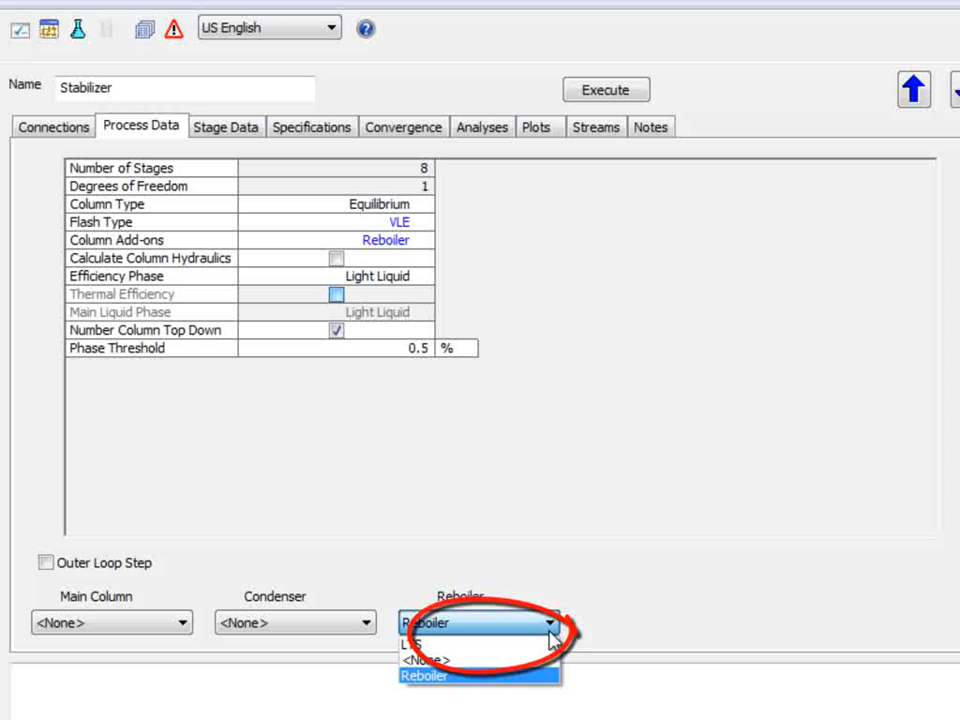 US English
Name Stabilizer Execute
Connections Process Data Stage Data Specifications Convergence Analyses Plots Streams Notes
Number of Stages 8
Degrees of Freedom 1
Column Type Equilibrium
Flash Type VLE
Column Add-ons Reboiler
Calculate Column Hydraulics
Efficiency Phase Light Liquid
Thermal Efficiency
Main Liquid Phase Light Liquid
Number Column Top Down
Phase Threshold 0.5 %
Outer Loop Step
Main Column Condenser Reboiler
<None> <None> Reboiler
LTS
<None>
Reboiler